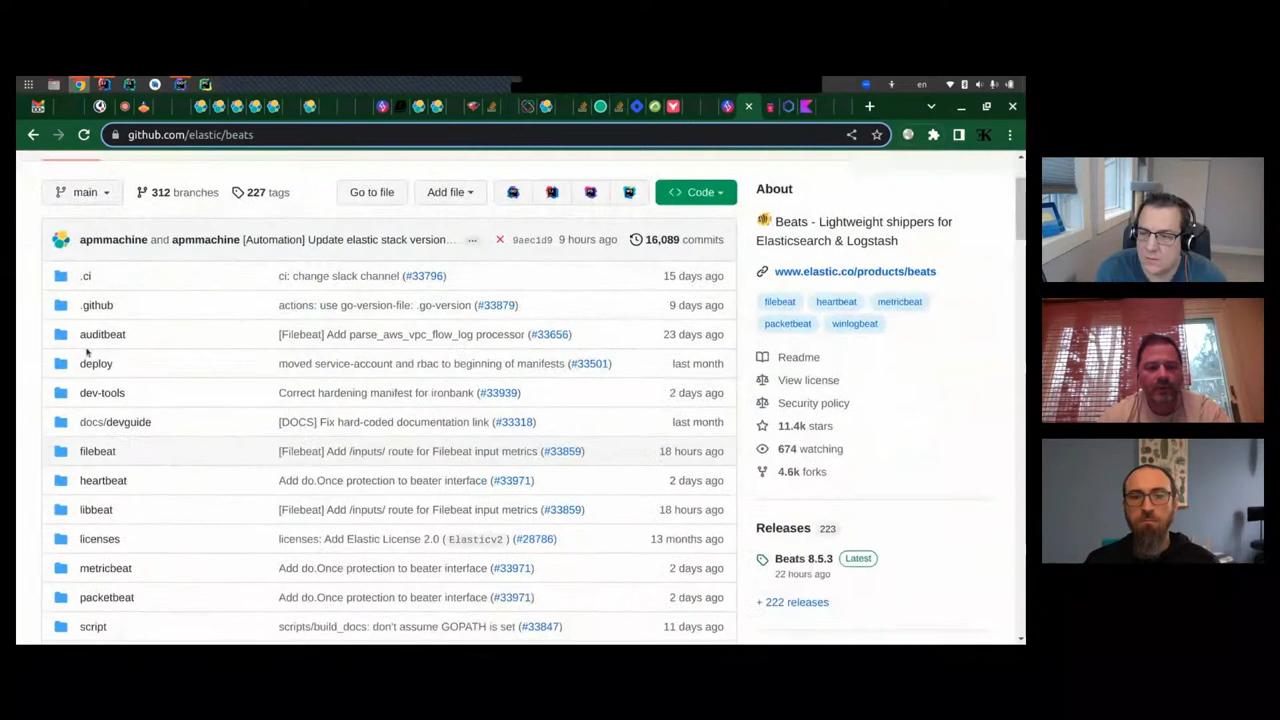 en
github.com/elastic/beats
main
312 branches
227 tags
Go to file
Add file
Code
apmmachine and apmmachine [Automation] Update elastic stack version… ... 9aecid9 9 hours ago 16,089 commits
.ci ci: change slack channel (#33796) 15 days ago
.github actions: use go-version-file: .go-version (#33879) 9 days ago
auditbeat [Filebeat] Add parse_aws_vpc_flow_log processor (#33656) 23 days ago
deploy moved service-account and rbac to beginning of manifests (#33501) last month
dev-tools Correct hardening manifest for ironbank (#33939) 2 days ago
docs/devguide [DOCS] Fix hard-coded documentation link (#33318) last month
filebeat [Filebeat] Add /inputs/ route for Filebeat input metrics (#33859) 18 hours ago
heartbeat Add do.Once protection to beater interface (#33971) 2 days ago
libbeat [Filebeat] Add /inputs/ route for Filebeat input metrics (#33859) 18 hours ago
licenses licenses: Add Elastic License 2.0 ( Elasticv2 ) (#28786) 13 months ago
metricbeat Add do.Once protection to beater interface (#33971) 2 days ago
packetbeat Add do.Once protection to beater interface (#33971) 2 days ago
script scripts/build_docs: don't assume GOPATH is set (#33847) 11 days ago
About
Beats - Lightweight shippers for
Elasticsearch & Logstash
www.elastic.co/products/beats
filebeat heartbeat metricbeat
packetbeat winlogbeat
Readme
View license
Security policy
11.4k stars
674 watching
4.6k forks
Releases 223
Beats 8.5.3 Latest
22 hours ago
+ 222 releases